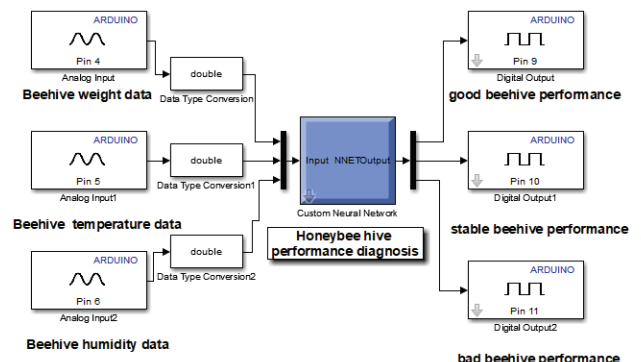 ARDUINO
Pin 4
Analog Input
Beehive weight data
double
Data Type Conversion
ARDUINO
Pin 5
Analog Input1
Beehive temperature data
double
Data Type Conversion1
ARDUINO
Pin 6
Analog Input2
Beehive humidity data
double
Data Type Conversion2
Input NNETOutput
Custom Neural Network
Honeybee hive
performance diagnosis
ARDUINO
Pin 9
Digital Output
good beehive performance
ARDUINO
Pin 10
Digital Output1
stable beehive performance
ARDUINO
Pin 11
Digital Output2
bad beehive performance